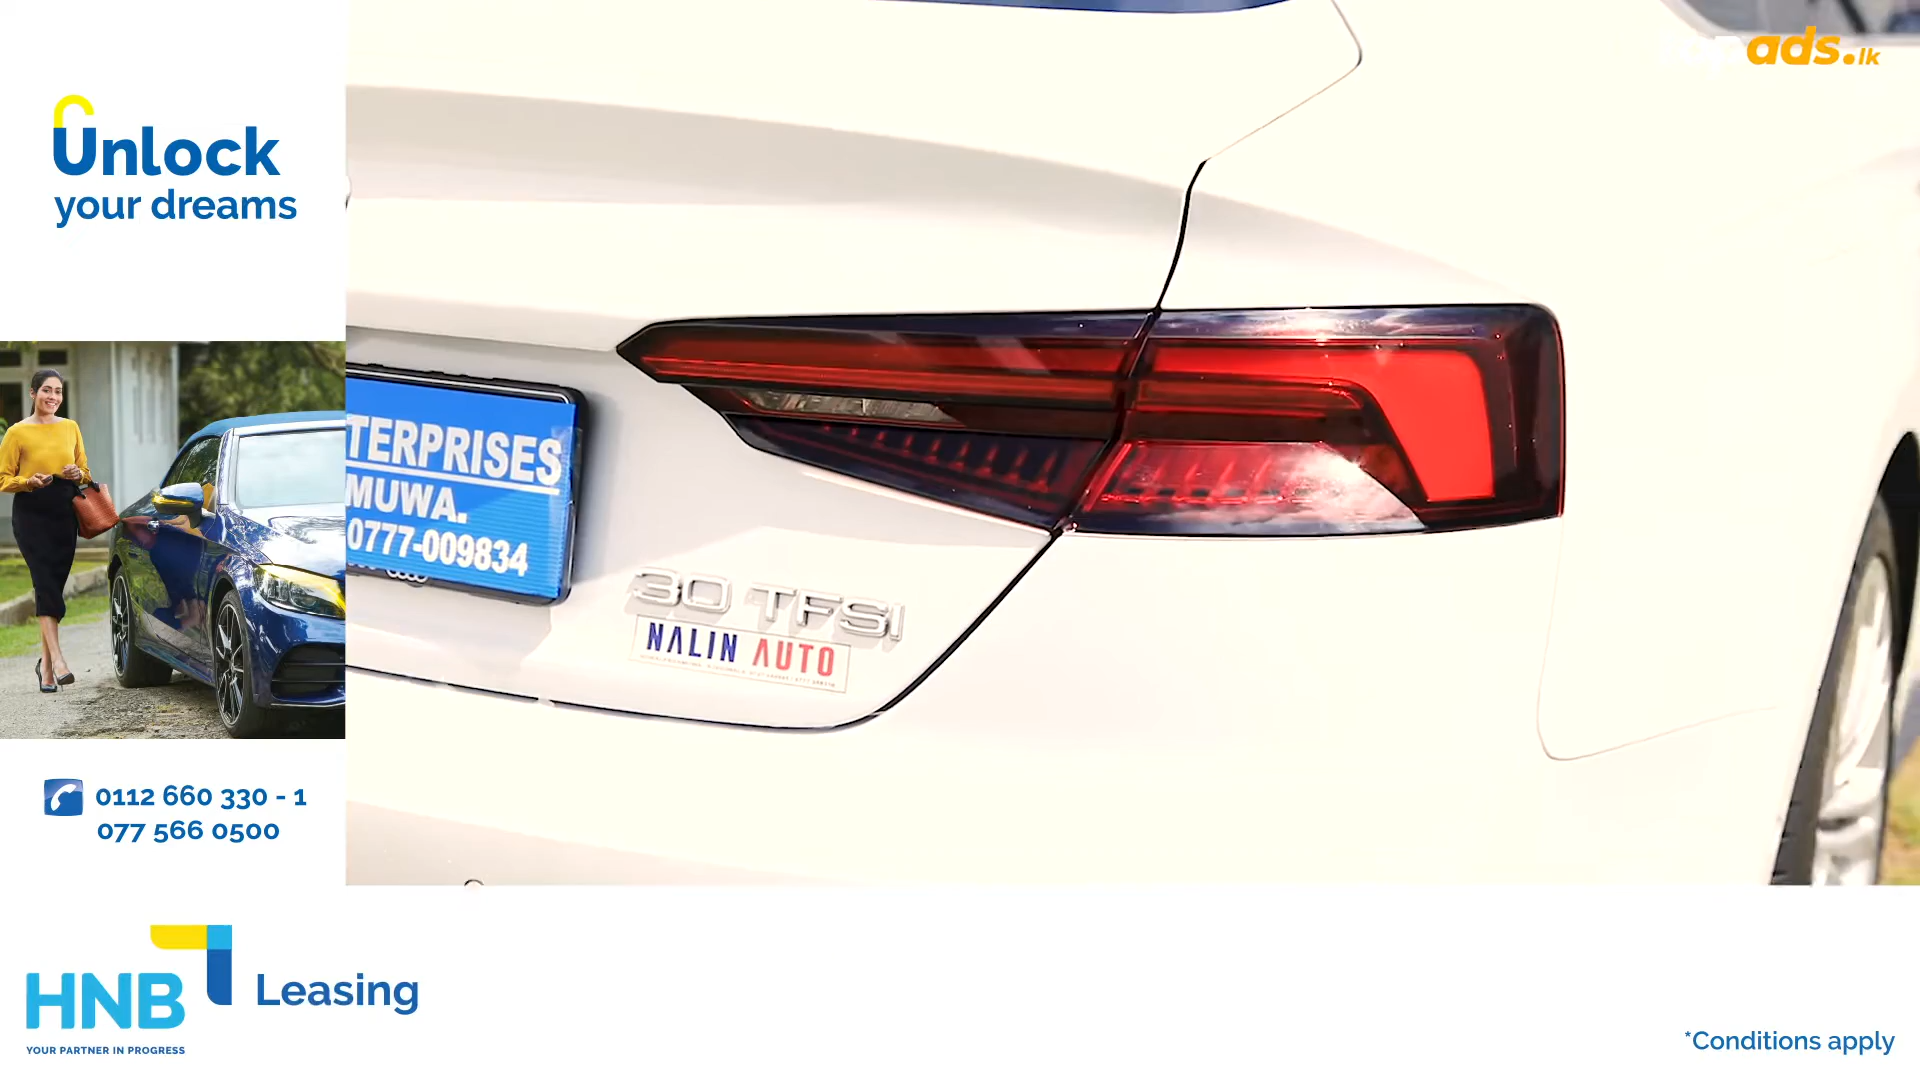 Unlock
your dreams
topads.lk
TERPRISES
MUWA.
0777-009834
30 TFSI
NALIN AUTO
0112 660 330 - 1
077 566 0500
HNB Leasing
YOUR PARTNER IN PROGRESS
*Conditions apply